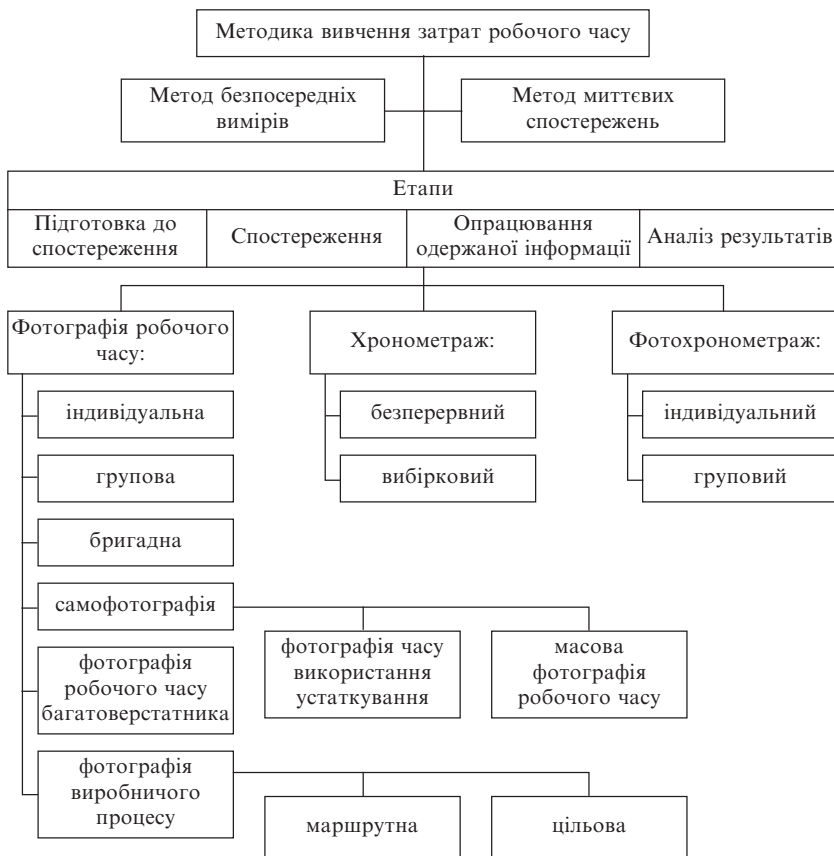 Методика вивчення затрат робочого часу
Метод безпосередніх
вимірів
Метод миттєвих
спостережень
Етапи
Підготовка до
спостереження
Спостереження
Опрацювання
одержаної інформації
Аналіз результатів
Фотографія робочого
часу:
індивідуальна
групова
бригадна
самофотографія
фотографія
робочого часу
багатоверстатника
фотографія
виробничого
процесу
фотографія часу
використання
устаткування
масова
фотографія
робочого часу
маршрутна
цільова
Хронометраж:
безперервний
вибірковий
Фотохронометраж:
індивідуальний
груповий